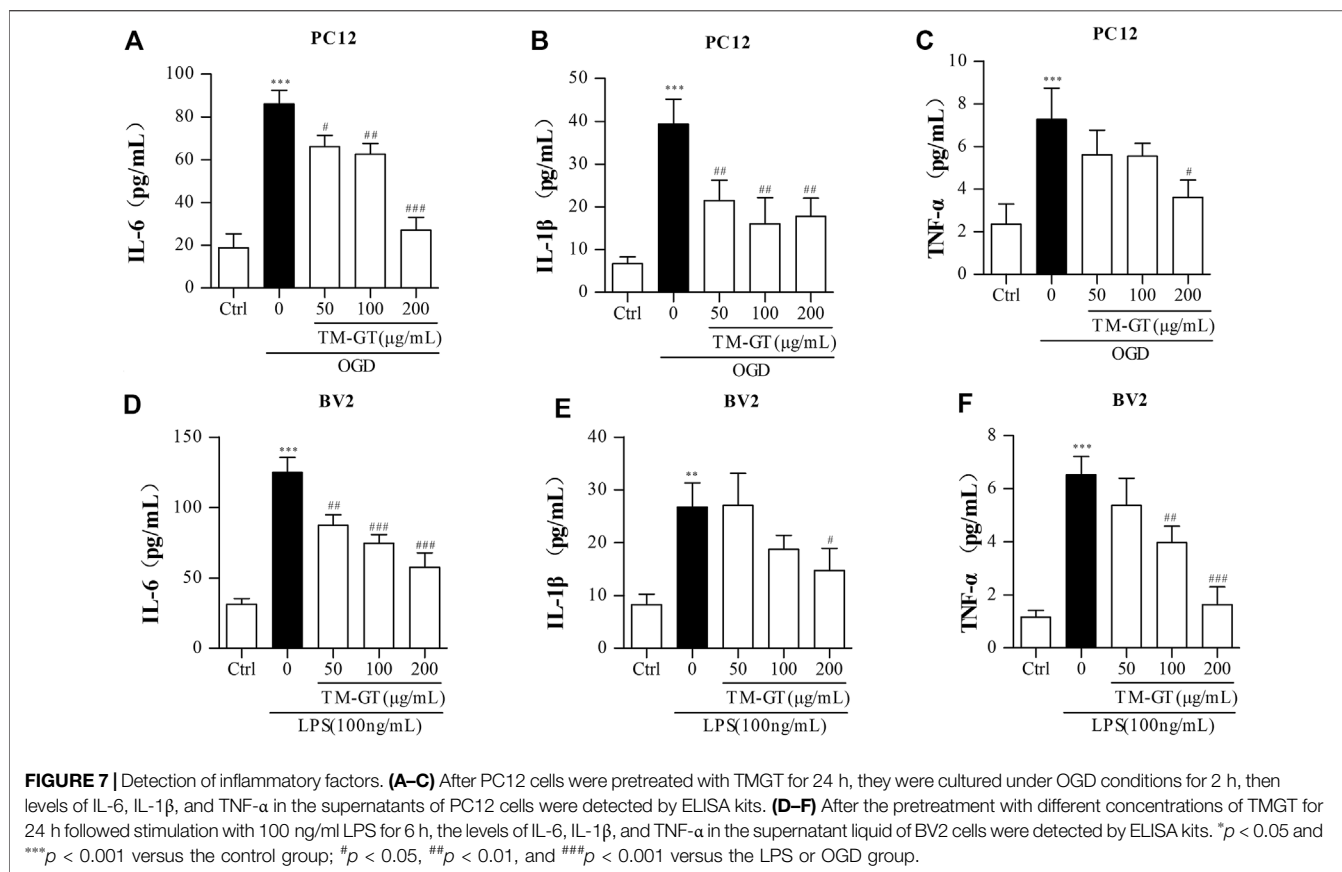 A
PC12
IL-6 (pg/mL)
100
80
60
40
20
0
***
#
##
###
Ctrl 0 50 100 200
TM-GT(μg/mL)
OGD
B
PC12
IL-1β (pg/mL)
50
40
30
20
10
0
***
##
##
##
Ctrl 0 50 100 200
TM-GT(μg/mL)
OGD
C
PC12
TNF-α (pg/mL)
8
6
4
2
0
***
#
Ctrl 0 50 100 200
TM-GT(μg/mL)
OGD
D
BV2
IL-6 (pg/mL)
150
100
50
0
***
##
###
###
Ctrl 0 50 100 200
TM-GT(μg/mL)
LPS(100ng/mL)
E
BV2
IL-1β (pg/mL)
40
30
20
10
0
**
#
Ctrl 0 50 100 200
TM-GT(μg/mL)
LPS(100ng/mL)
F
BV2
TNF-α (pg/mL)
8
6
4
2
0
***
##
###
Ctrl 0 50 100 200
TM-GT(μg/mL)
LPS(100ng/mL)
FIGURE 7 | Detection of inflammatory factors. (A–C) After PC12 cells were pretreated with TMGT for 24 h, they were cultured under OGD conditions for 2 h, then
levels of IL-6, IL-1β, and TNF-α in the supernatants of PC12 cells were detected by ELISA kits. (D–F) After the pretreatment with different concentrations of TMGT for
24 h followed stimulation with 100 ng/ml LPS for 6 h, the levels of IL-6, IL-1β, and TNF-α in the supernatant liquid of BV2 cells were detected by ELISA kits. *p < 0.05 and
***p < 0.001 versus the control group; #p < 0.05, ##p < 0.01, and ###p < 0.001 versus the LPS or OGD group.